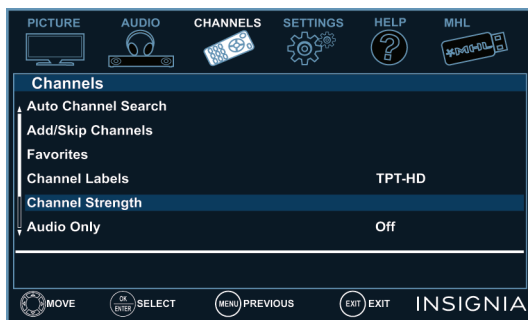 PICTURE AUDIO CHANNELS SETTINGS HELP MHL
MHL
Channels
Auto Channel Search
Add/Skip Channels
Favorites
Channel Labels TPT-HD
Channel Strength
Audio Only Off
MOVE OK ENTER SELECT MENU PREVIOUS EXIT EXIT INSIGNIA